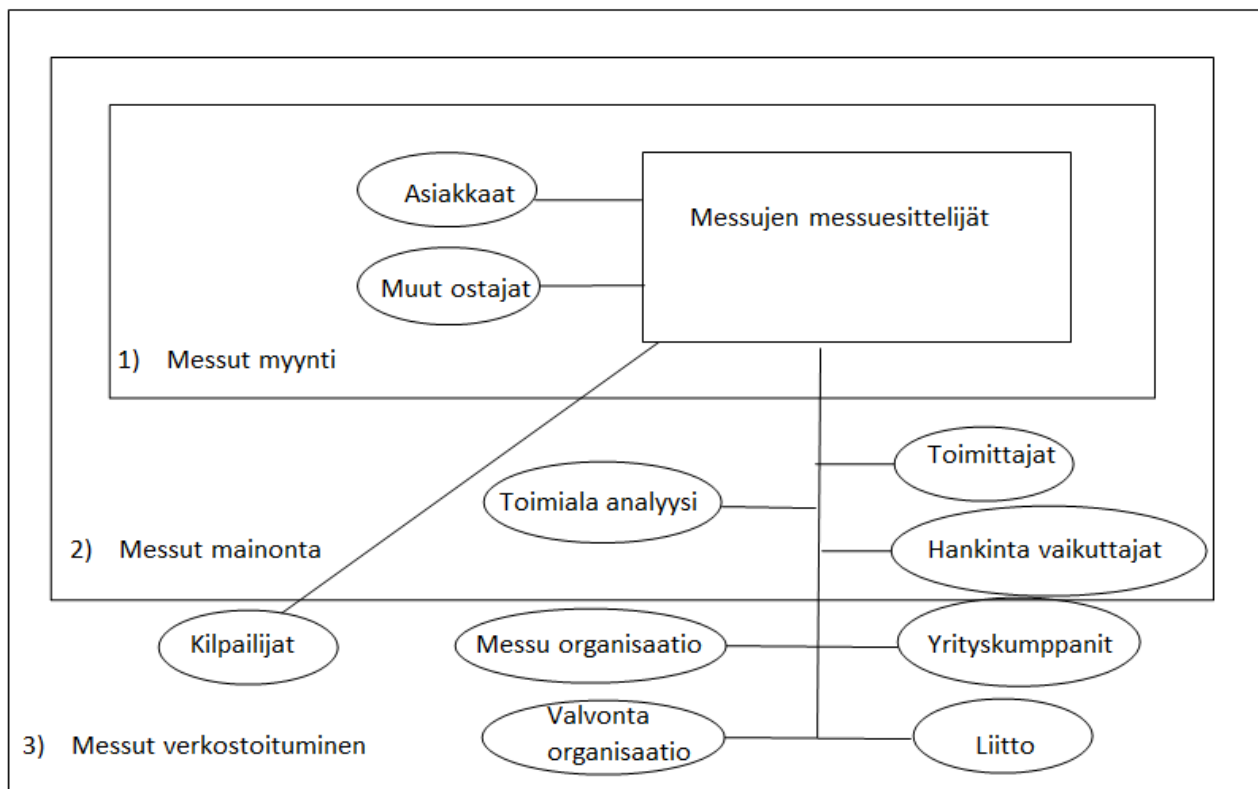 Asiakkaat
Messujen messuesittelijät
Muut ostajat
1) Messut myynti
Toimittajat
Toimiala analyysi
2) Messut mainonta
Hankinta vaikuttajat
Kilpailijat
Messu organisaatio
Yrityskumppanit
Valvonta
organisaatio
3) Messut verkostoituminen
Liitto